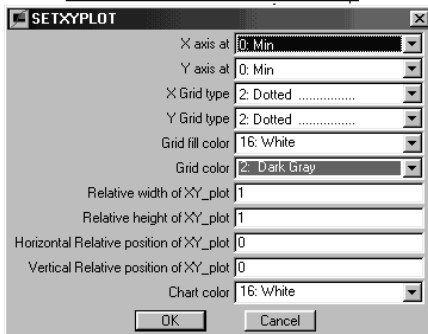 SETXYPLOT
X axis at 0: Min
Y axis at 0: Min
X Grid type 2: Dotted ................
Y Grid type 2: Dotted ................
Grid fill color 16: White
Grid color 2: Dark Gray
Relative width of XY_plot 1
Relative height of XY_plot 1
Horizontal Relative position of XY_plot 0
Vertical Relative position of XY_plot 0
Chart color 16: White
OK Cancel